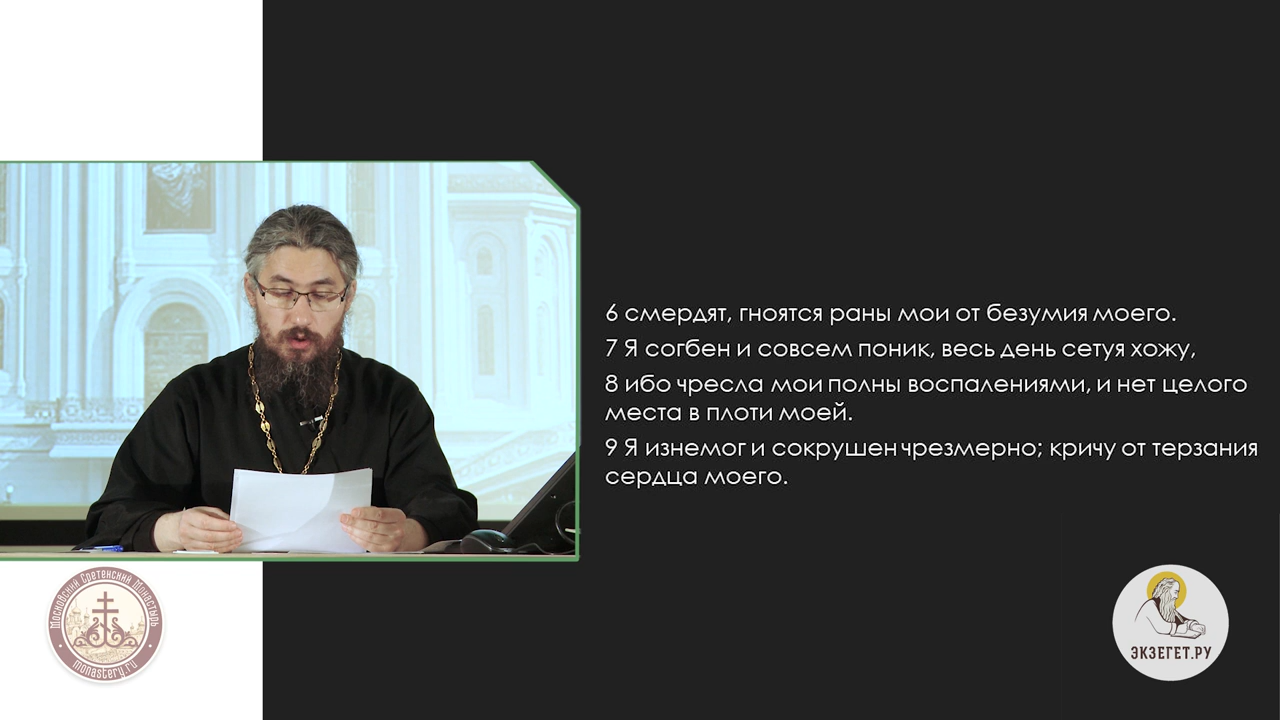 6 смердят, гноятся раны мои от безумия моего.
7 Я согбен и совсем поник, весь день сетуя хожу,
8 ибо чресла мои полны воспалениями, и нет целого
места в плоти моей.
9 Я изнемог и сокрушен чрезмерно; кричу от терзания
сердца моего.
Московский Сретенский Монастырь
monastery.ru
ЭКЗЕГЕТ.РУ